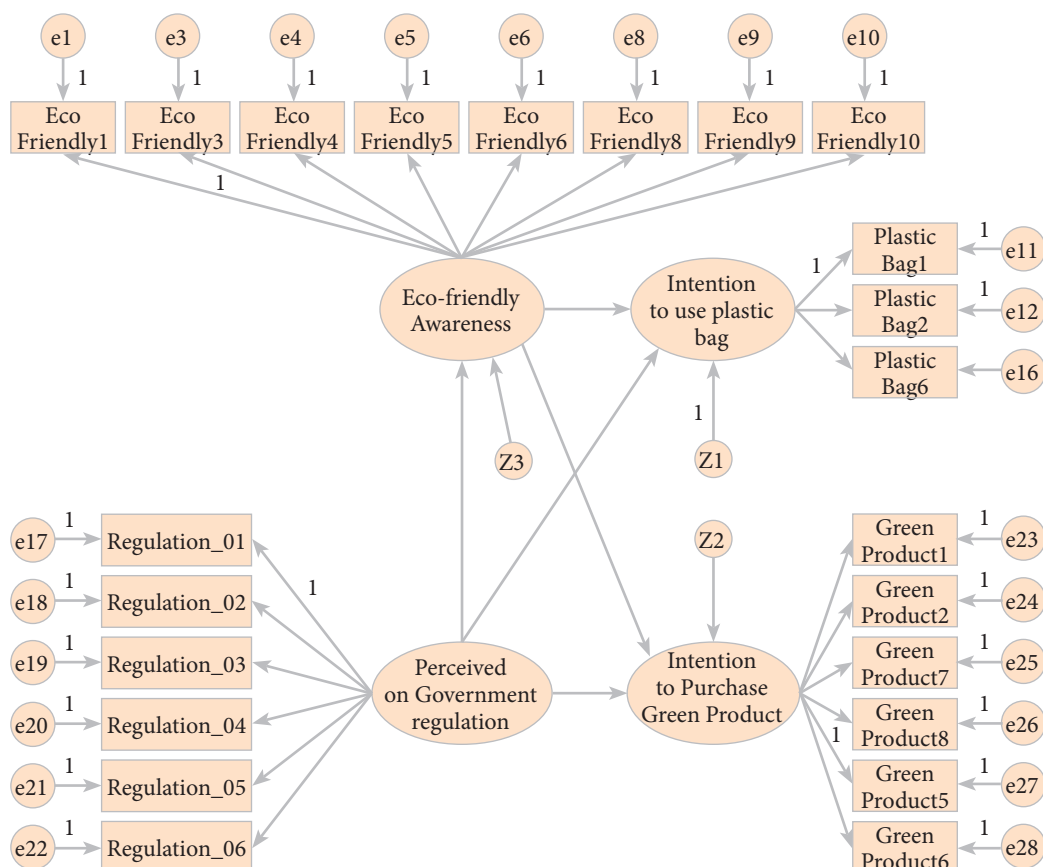 e1 e3 e4 e5 e6 e8 e9 e10
1 1 1 1 1 1 1 1
Eco
Friendly1
Eco
Friendly3
Eco
Friendly4
Eco
Friendly5
Eco
Friendly6
Eco
Friendly8
Eco
Friendly9
Eco
Friendly10
1
Eco-friendly
Awareness
Intention
to use plastic
bag
1
Plastic
Bag1
1
e11
Plastic
Bag2
1
e12
Plastic
Bag6
e16
Z3
1
Z1
Z2
e17
1
Regulation_01
e18
1
Regulation_02
e19
1
Regulation_03
e20
1
Regulation_04
e21
1
Regulation_05
e22
1
Regulation_06
1
Perceived
on Government
regulation
Intention
to Purchase
Green Product
1
Green
Product1
1
e23
Green
Product2
1
e24
Green
Product7
1
e25
Green
Product8
1
e26
Green
Product5
1
e27
Green
Product6
1
e28